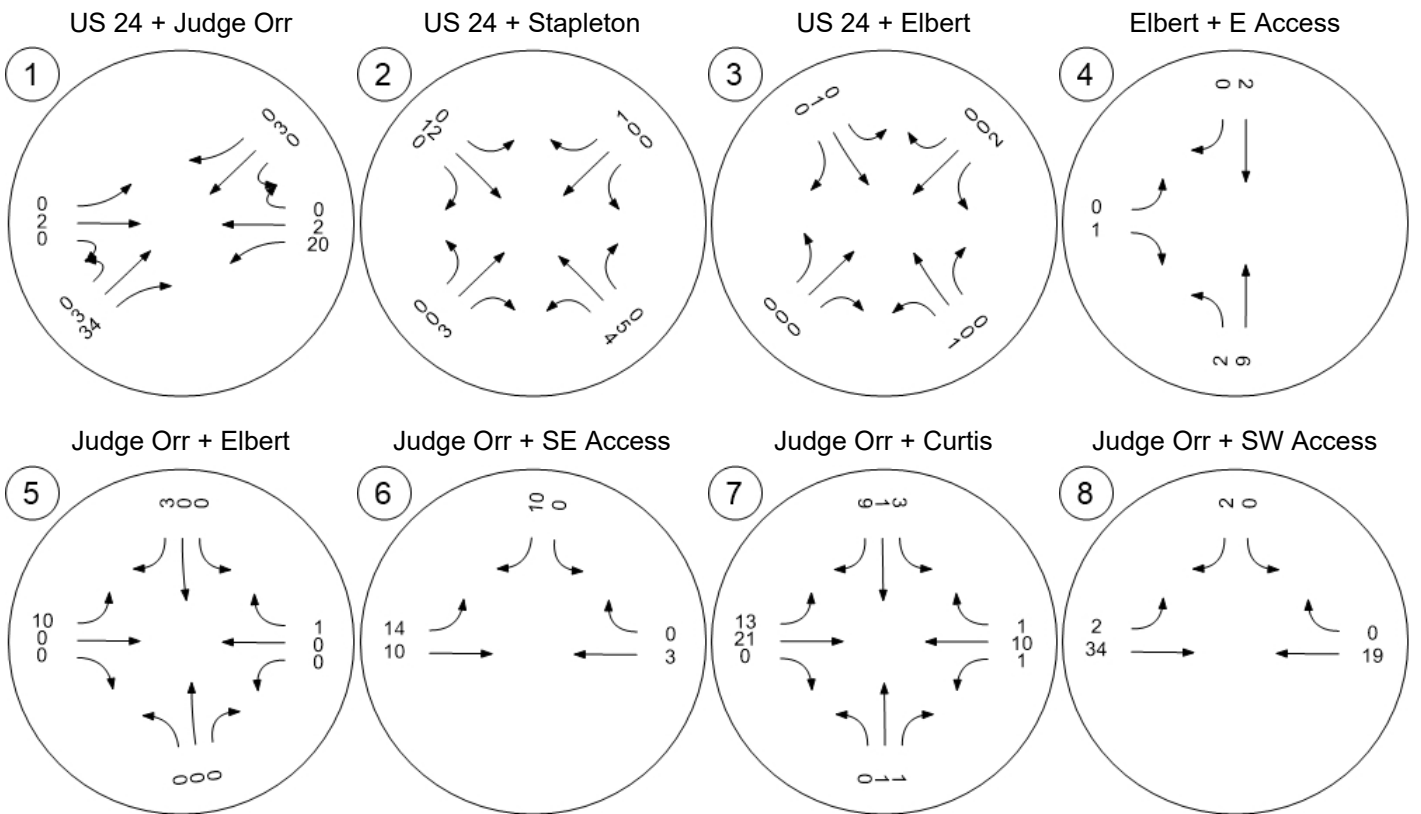 US 24 + Judge Orr
1
0 3 0
0
2
0
0
2
20
0 3 34
US 24 + Stapleton
2
0 12 0
1 0 0
0 0 3
4 5 0
US 24 + Elbert
3
0 1 0
0 0 2
0 0 0
1 0 0
Elbert + E Access
4
0 2
0
1
2 9
Judge Orr + Elbert
5
3 0 0
10
0
0
1
0
0
0 0 0
Judge Orr + SE Access
6
10 0
14
10
0
3
Judge Orr + Curtis
7
9 1 3
13
21
0
1
10
1
0 1 1
Judge Orr + SW Access
8
2 0
2
34
0
19